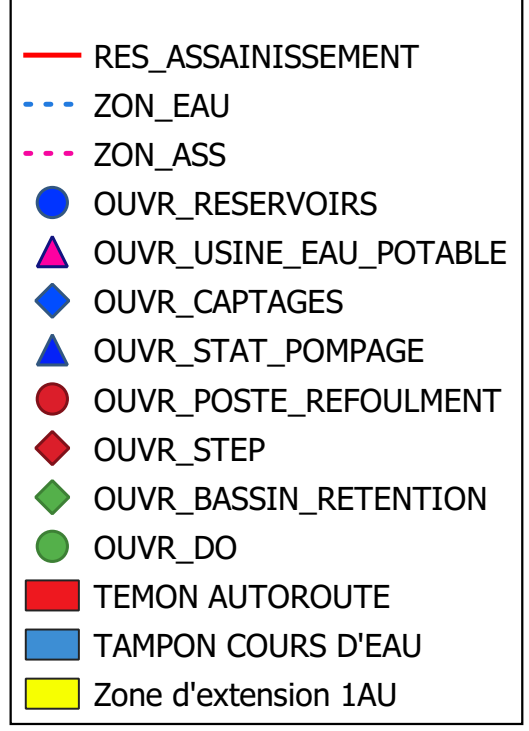 RES_ASSAINISSEMENT
ZON_EAU
ZON_ASS
OUVR_RESERVOIRS
OUVR_USINE_EAU_POTABLE
OUVR_CAPTAGES
OUVR_STAT_POMPAGE
OUVR_POSTE_REFOULMENT
OUVR_STEP
OUVR_BASSIN_RETENTION
OUVR_DO
TEMON AUTOROUTE
TAMPON COURS D'EAU
Zone d'extension 1AU